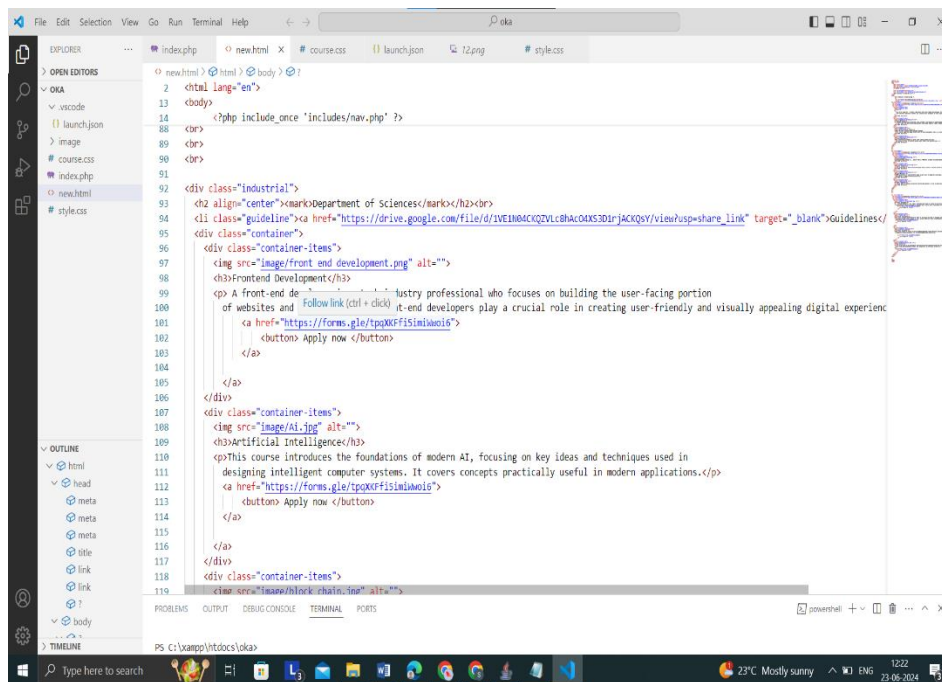 File Edit Selection View Go Run Terminal Help
oka
EXPLORER
index.php
new.html
# course.css
{} launch.json
12.png
# style.css
OPEN EDITORS
OKA
.vscode
{} launch.json
image
# course.css
index.php
new.html
# style.css
new.html > html > body > ?
2 <html lang="en">
13 <body>
14 <?php include_once 'includes/nav.php' ?>
88 <br>
89 <br>
90 <br>
91
92 <div class="industrial">
93 <h2 align="center"><mark>Department of Sciences</mark></h2><br>
94 <li class="guideline"><a href="https://drive.google.com/file/d/1VE1N04CKQZVLc8hAcO4XS3D1rjACKQsY/view?usp=share_link" target="_blank">Guidelines</
95 <div class="container">
96 <div class="container-items">
97 <img src="image/front end development.png" alt="">
98 <h3>Frontend Development</h3>
99 <p> A front-end industry professional who focuses on building the user-facing portion
Follow link (ctrl + click)
100 of websites and nt-end developers play a crucial role in creating user-friendly and visually appealing digital experienc
101 <a href="https://forms.gle/tpqXKFfi5imiWwoi6">
102 <button> Apply now </button>
103 </a>
104
105 </a>
106 </div>
107 <div class="container-items">
108 <img src="image/Ai.jpg" alt="">
109 <h3>Artificial Intelligence</h3>
110 <p>This course introduces the foundations of modern AI, focusing on key ideas and techniques used in
111 designing intelligent computer systems. It covers concepts practically useful in modern applications.</p>
112 <a href="https://forms.gle/tpqXKFfi5imiWwoi6">
113 <button> Apply now </button>
114 </a>
115
116 </a>
117 </div>
118 <div class="container-items">
119 <img src="image/block chain.jpg" alt="">
OUTLINE
html
head
meta
meta
meta
title
link
link
?
body
TIMELINE
PROBLEMS OUTPUT DEBUG CONSOLE TERMINAL PORTS
powershell
PS C:\xampp\htdocs\oka>
Type here to search
23°C Mostly sunny
ENG
12:22
23-06-2024